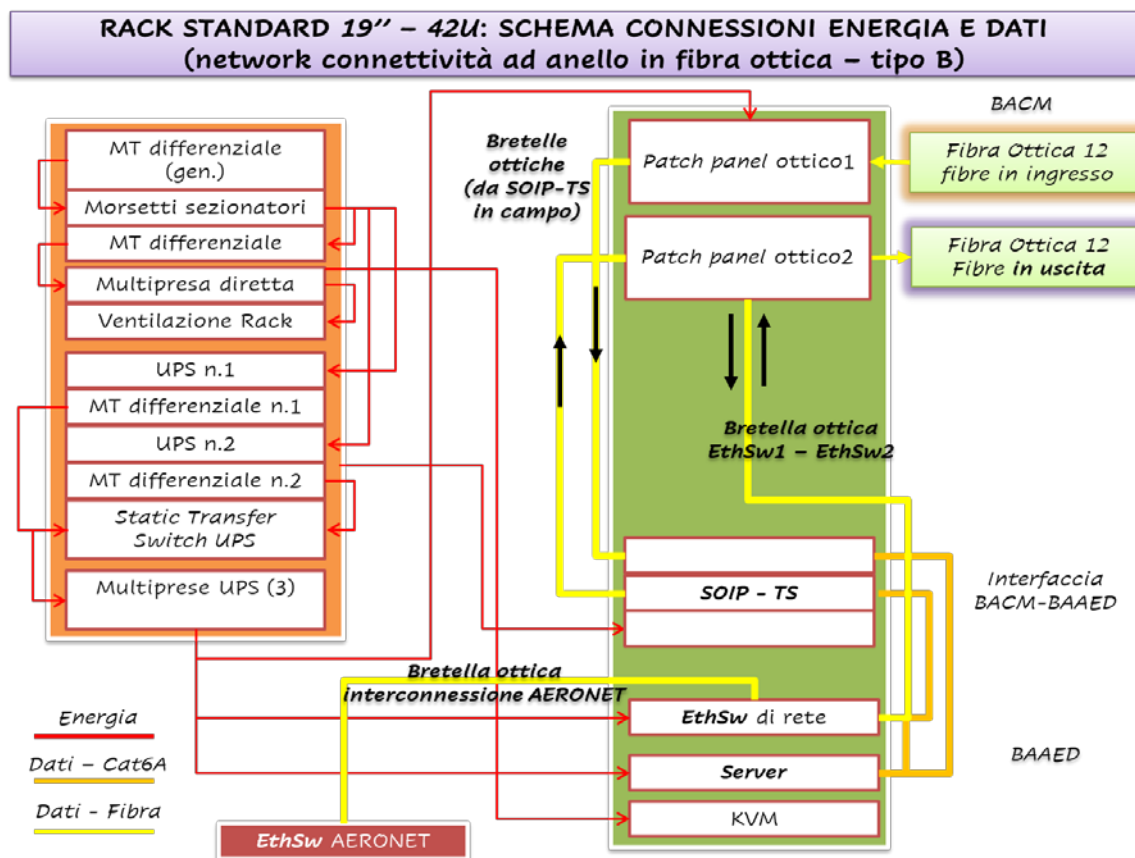 RACK STANDARD 19’’ – 42U: SCHEMA CONNESSIONI ENERGIA E DATI
(network connettività ad anello in fibra ottica – tipo B)
MT differenziale
(gen.)
Morsetti sezionatori
MT differenziale
Multipresa diretta
Ventilazione Rack
UPS n.1
MT differenziale n.1
UPS n.2
MT differenziale n.2
Static Transfer
Switch UPS
Multiprese UPS (3)
Energia
Dati – Cat6A
Dati - Fibra
EthSw AERONET
Bretelle
ottiche
(da SOIP-TS
in campo)
Patch panel ottico1
Patch panel ottico2
Bretella ottica
EthSw1 – EthSw2
SOIP - TS
Bretella ottica
interconnessione AERONET
EthSw di rete
Server
KVM
BACM
Fibra Ottica 12
fibre in ingresso
Fibra Ottica 12
Fibre in uscita
Interfaccia
BACM-BAAED
BAAED